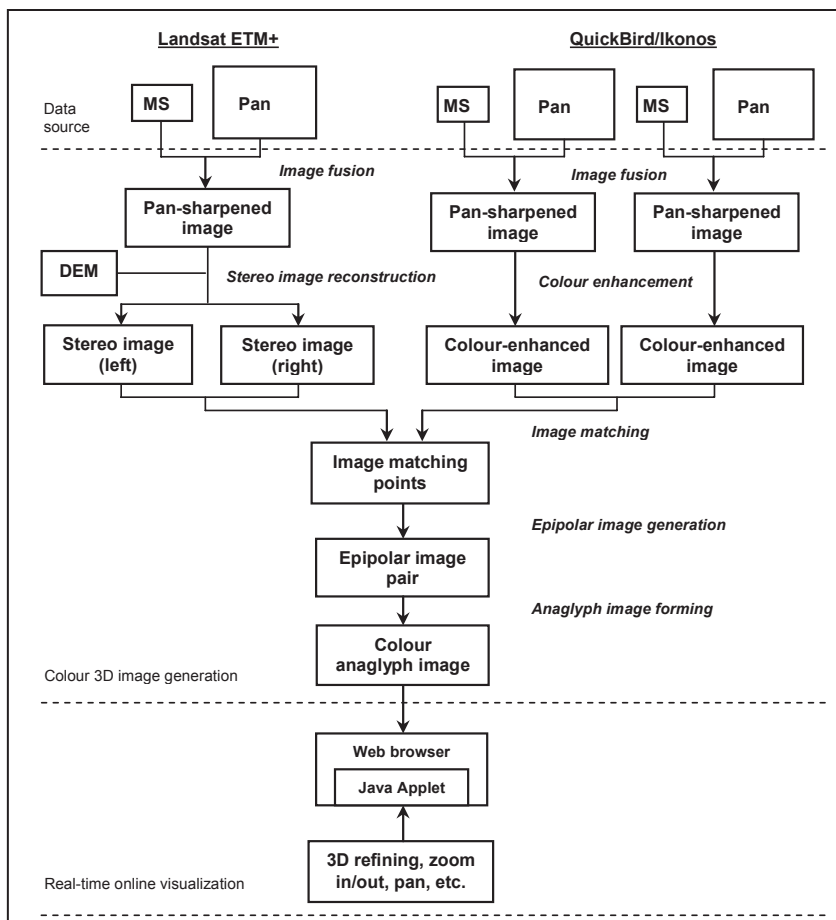 Landsat ETM+
QuickBird/Ikonos
MS
Pan
MS
Pan
MS
Pan
Data
source
Image fusion
Image fusion
Pan-sharpened
image
Pan-sharpened
image
Pan-sharpened
image
DEM
Stereo image reconstruction
Colour enhancement
Stereo image
(left)
Stereo image
(right)
Colour-enhanced
image
Colour-enhanced
image
Image matching
Image matching
points
Epipolar image generation
Epipolar image
pair
Anaglyph image forming
Colour
anaglyph image
Colour 3D image generation
Web browser
Java Applet
3D refining, zoom
in/out, pan, etc.
Real-time online visualization